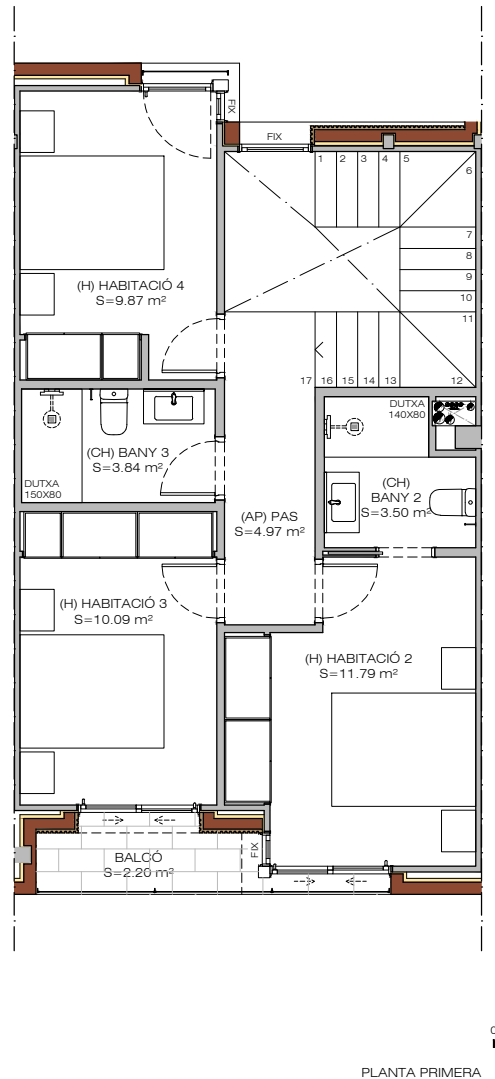 FIX
FIX
1 2 3 4 5
6
7
8
9
10
11
12
17 16 15 14 13
(H) HABITACIÓ 4
S=9.87 m²
DUTXA
140X80
(CH) BANY 3
S=3.84 m²
DUTXA
150X80
(CH)
BANY 2
S=3.50 m²
(AP) PAS
S=4.97 m²
(H) HABITACIÓ 3
S=10.09 m²
(H) HABITACIÓ 2
S=11.79 m²
FIX
BALCÓ
S=2.20 m²
PLANTA PRIMERA